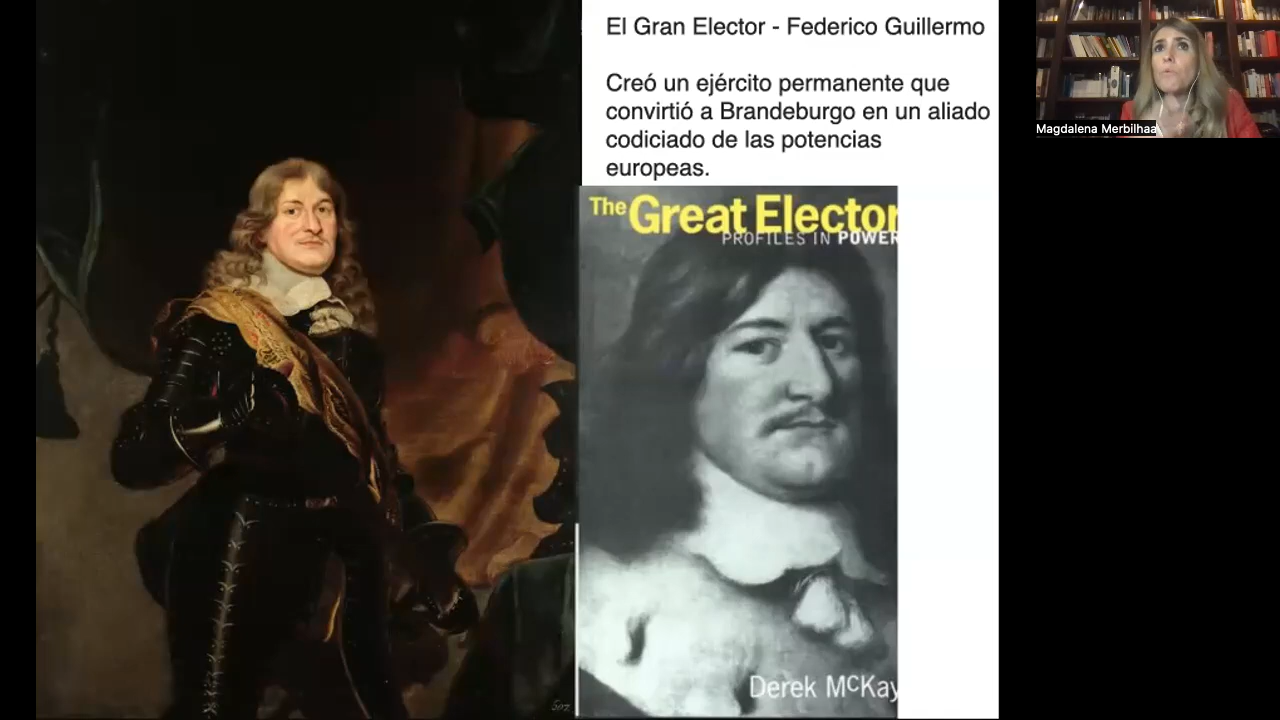 El Gran Elector - Federico Guillermo
Creó un ejército permanente que
convirtió a Brandeburgo en un aliado
codiciado de las potencias
europeas.
The Great Elector
PROFILES IN POWER
Derek McKay
Magdalena Merbilhaa